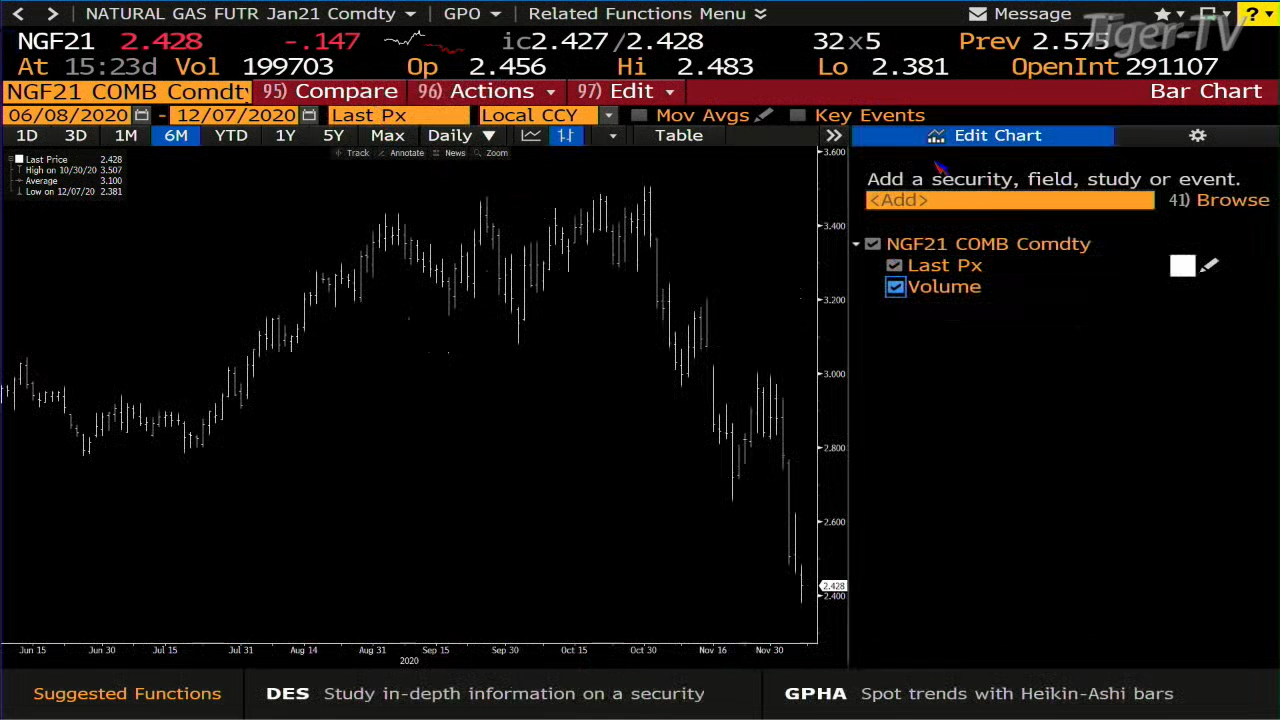 < > NATURAL GAS FUTR Jan21 Comdty GPO Related Functions Menu Message ?
Tiger-TV
NGF21 2.428 -.147 ic2.427/2.428 32x5 Prev 2.575
At 15:23d Vol 199703 Op 2.456 Hi 2.483 Lo 2.381 OpenInt 291107
NGF21 COMB Comdty 95) Compare 96) Actions 97) Edit Bar Chart
06/08/2020 - 12/07/2020 Last Px Local CCY Mov Avgs Key Events
1D 3D 1M 6M YTD 1Y 5Y Max Daily Table Edit Chart
Track Annotate News Zoom
Last Price 2.428
High on 10/30/20 3.507
Average 3.100
Low on 12/07/20 2.381
3.600
3.400
3.200
3.000
2.800
2.600
2.428
2.400
Jun 15 Jun 30 Jul 15 Jul 31 Aug 14 Aug 31 Sep 15 Sep 30 Oct 15 Oct 30 Nov 16 Nov 30
2020
Add a security, field, study or event.
<Add> 41) Browse
NGF21 COMB Comdty
Last Px
Volume
Suggested Functions DES Study in-depth information on a security GPHA Spot trends with Heikin-Ashi bars